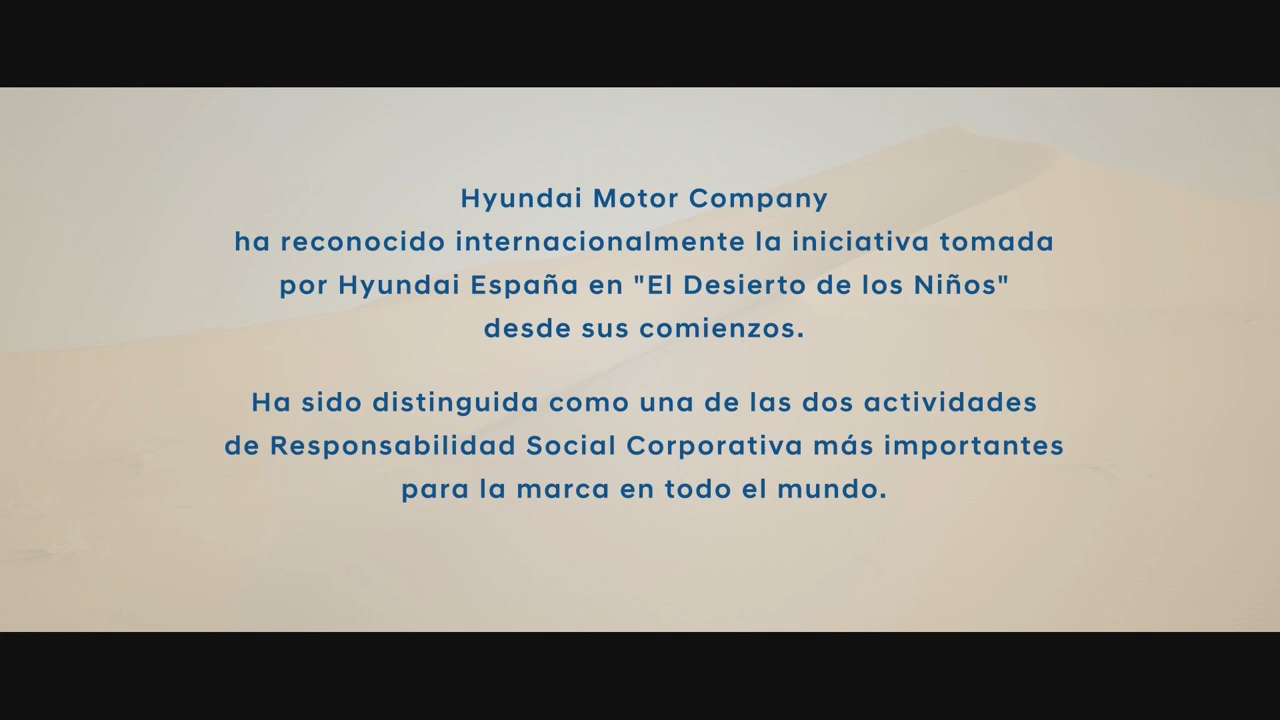 Hyundai Motor Company
ha reconocido internacionalmente la iniciativa tomada
por Hyundai España en "El Desierto de los Niños"
desde sus comienzos.
Ha sido distinguida como una de las dos actividades
de Responsabilidad Social Corporativa más importantes
para la marca en todo el mundo.